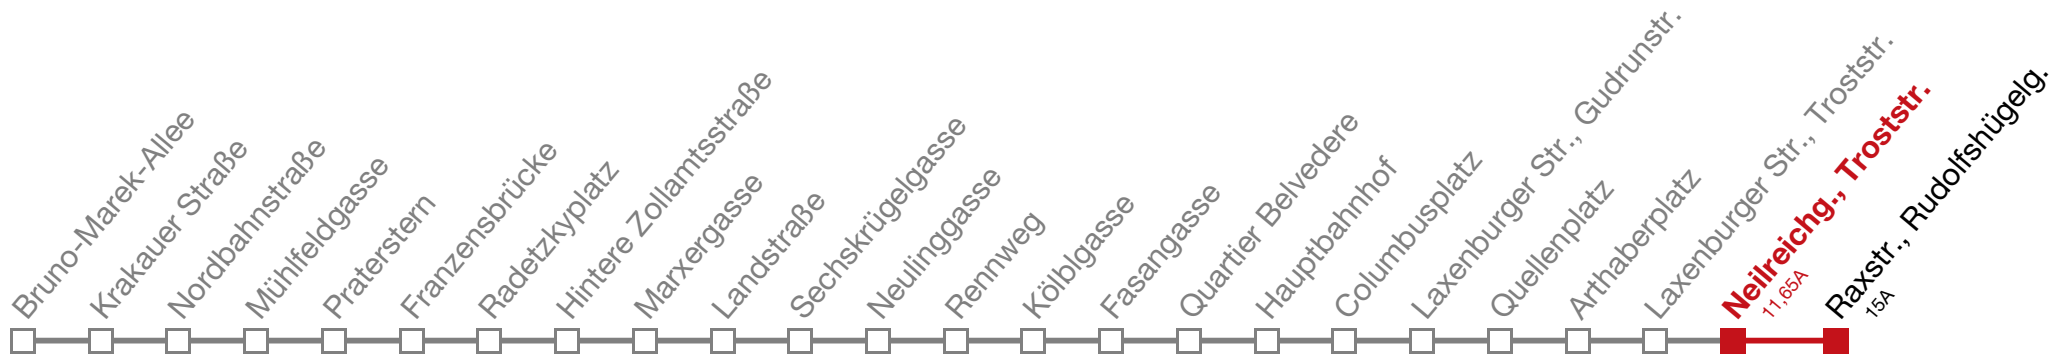 Bruno-Marek-Allee
Krakauer Straße
Nordbahnstraße
Mühlfeldgasse
Praterstern
Franzensbrücke
Radetzkyplatz
Hintere Zollamtsstraße
Marxergasse
Landstraße
Sechskrügelgasse
Neulinggasse
Rennweg
Kölblgasse
Fasangasse
Quartier Belvedere
Hauptbahnhof
Columbusplatz
Laxenburger Str., Gudrunstr.
Quellenplatz
Arthaberplatz
Laxenburger Str., Troststr.
Neilreichg., Troststr.
11,65A
Raxstr., Rudolfshügelg.
15A